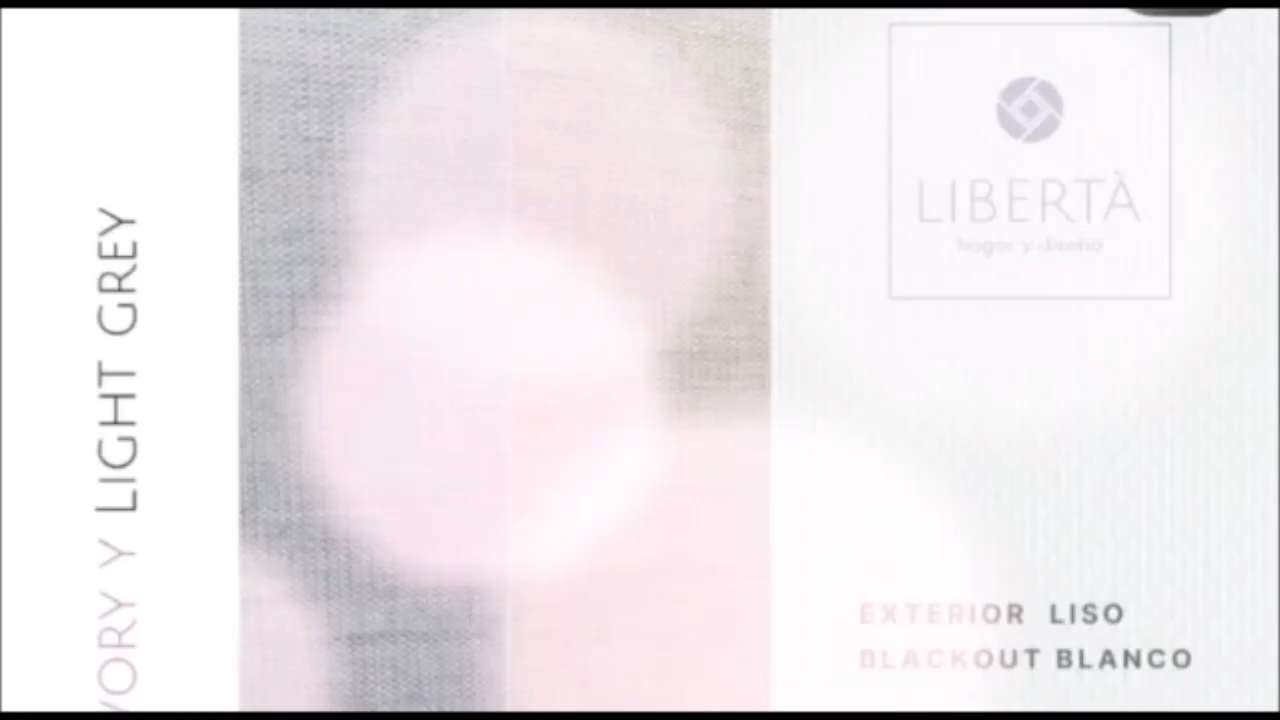 VORY Y LIGHT GREY
LIBERTÀ
hogar y diseño
EXTERIOR LISO
BLACKOUT BLANCO